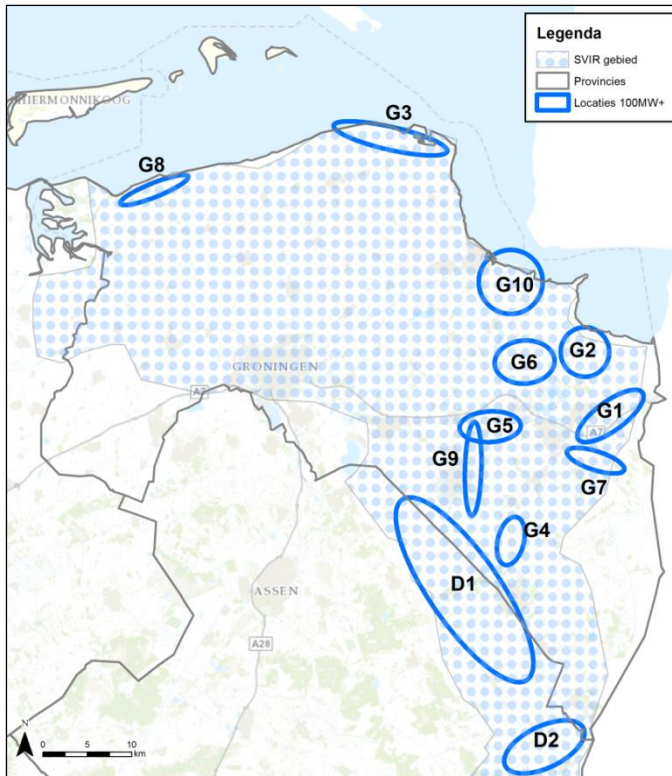 Legenda
SVIR gebied
Provincies
Locaties 100MW+
HIERMONNIKOOG
G3
G8
G10
G2
G6
GRONINGEN
A7
G1
G5
A7
G9
G7
G4
D1
ASSEN
A28
D2
N
0 5 10
km